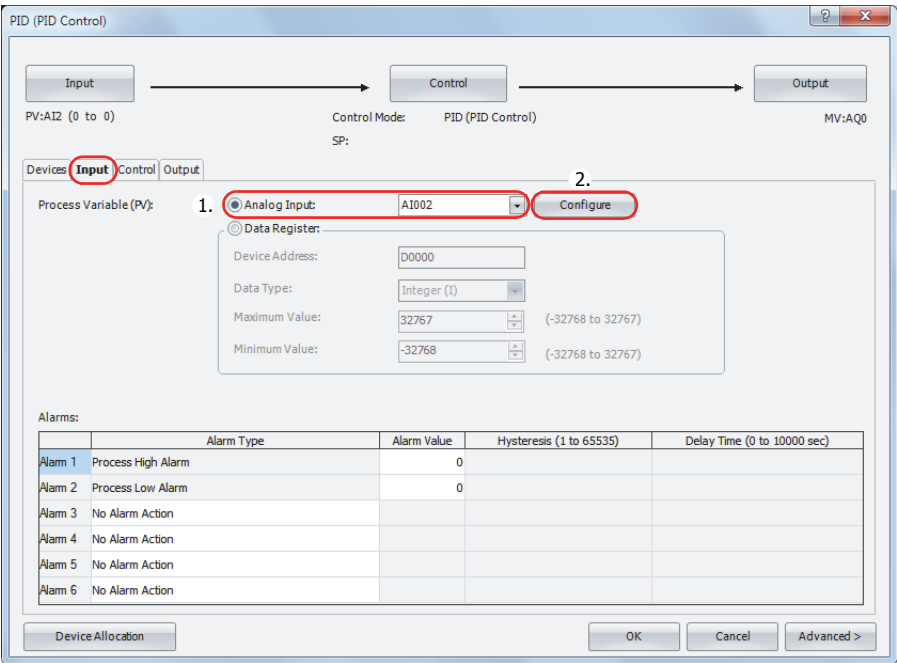 PID (PID Control)
Input Control Output
PV:AI2 (0 to 0) Control Mode: PID (PID Control) MV:AQ0
SP:
Devices Input Control Output
2.
Process Variable (PV): 1. Analog Input: AI002 Configure
Data Register:
Device Address: D0000
Data Type: Integer (I)
Maximum Value: 32767 (-32768 to 32767)
Minimum Value: -32768 (-32768 to 32767)
Alarms:
Alarm Type Alarm Value Hysteresis (1 to 65535) Delay Time (0 to 10000 sec)
Alarm 1 Process High Alarm 0
Alarm 2 Process Low Alarm 0
Alarm 3 No Alarm Action
Alarm 4 No Alarm Action
Alarm 5 No Alarm Action
Alarm 6 No Alarm Action
Device Allocation OK Cancel Advanced >